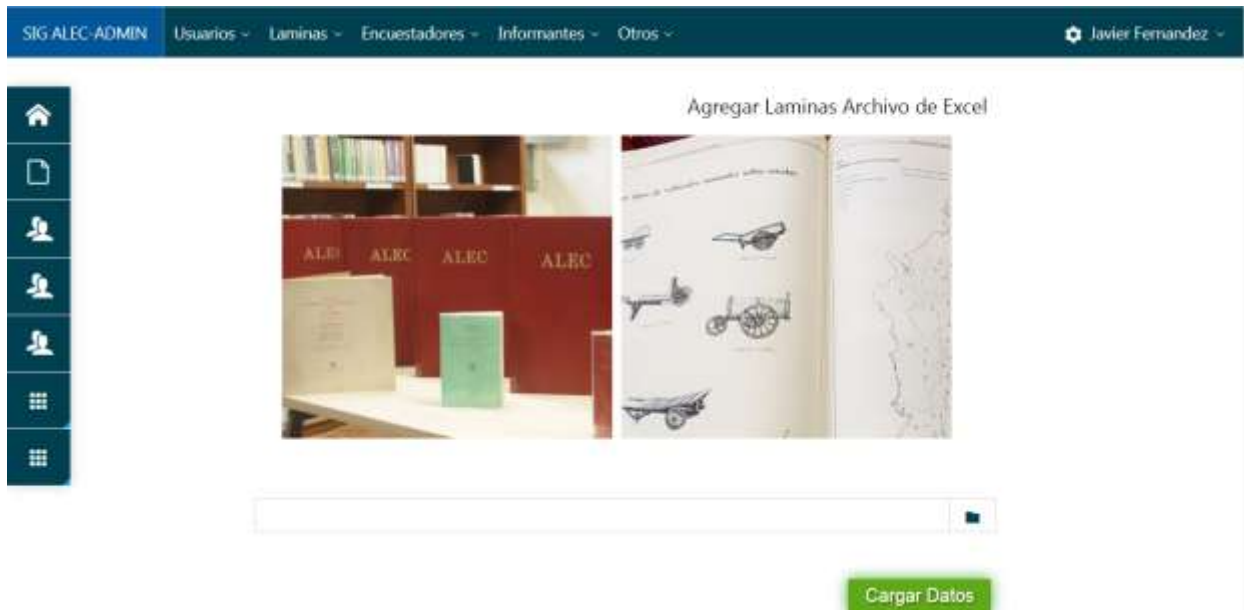 SIG ALEC-ADMIN Usuarios Laminas Encuestadores Informantes Otros Javier Fernandez
Agregar Laminas Archivo de Excel
ALEC ALEC ALEC
Cargar Datos